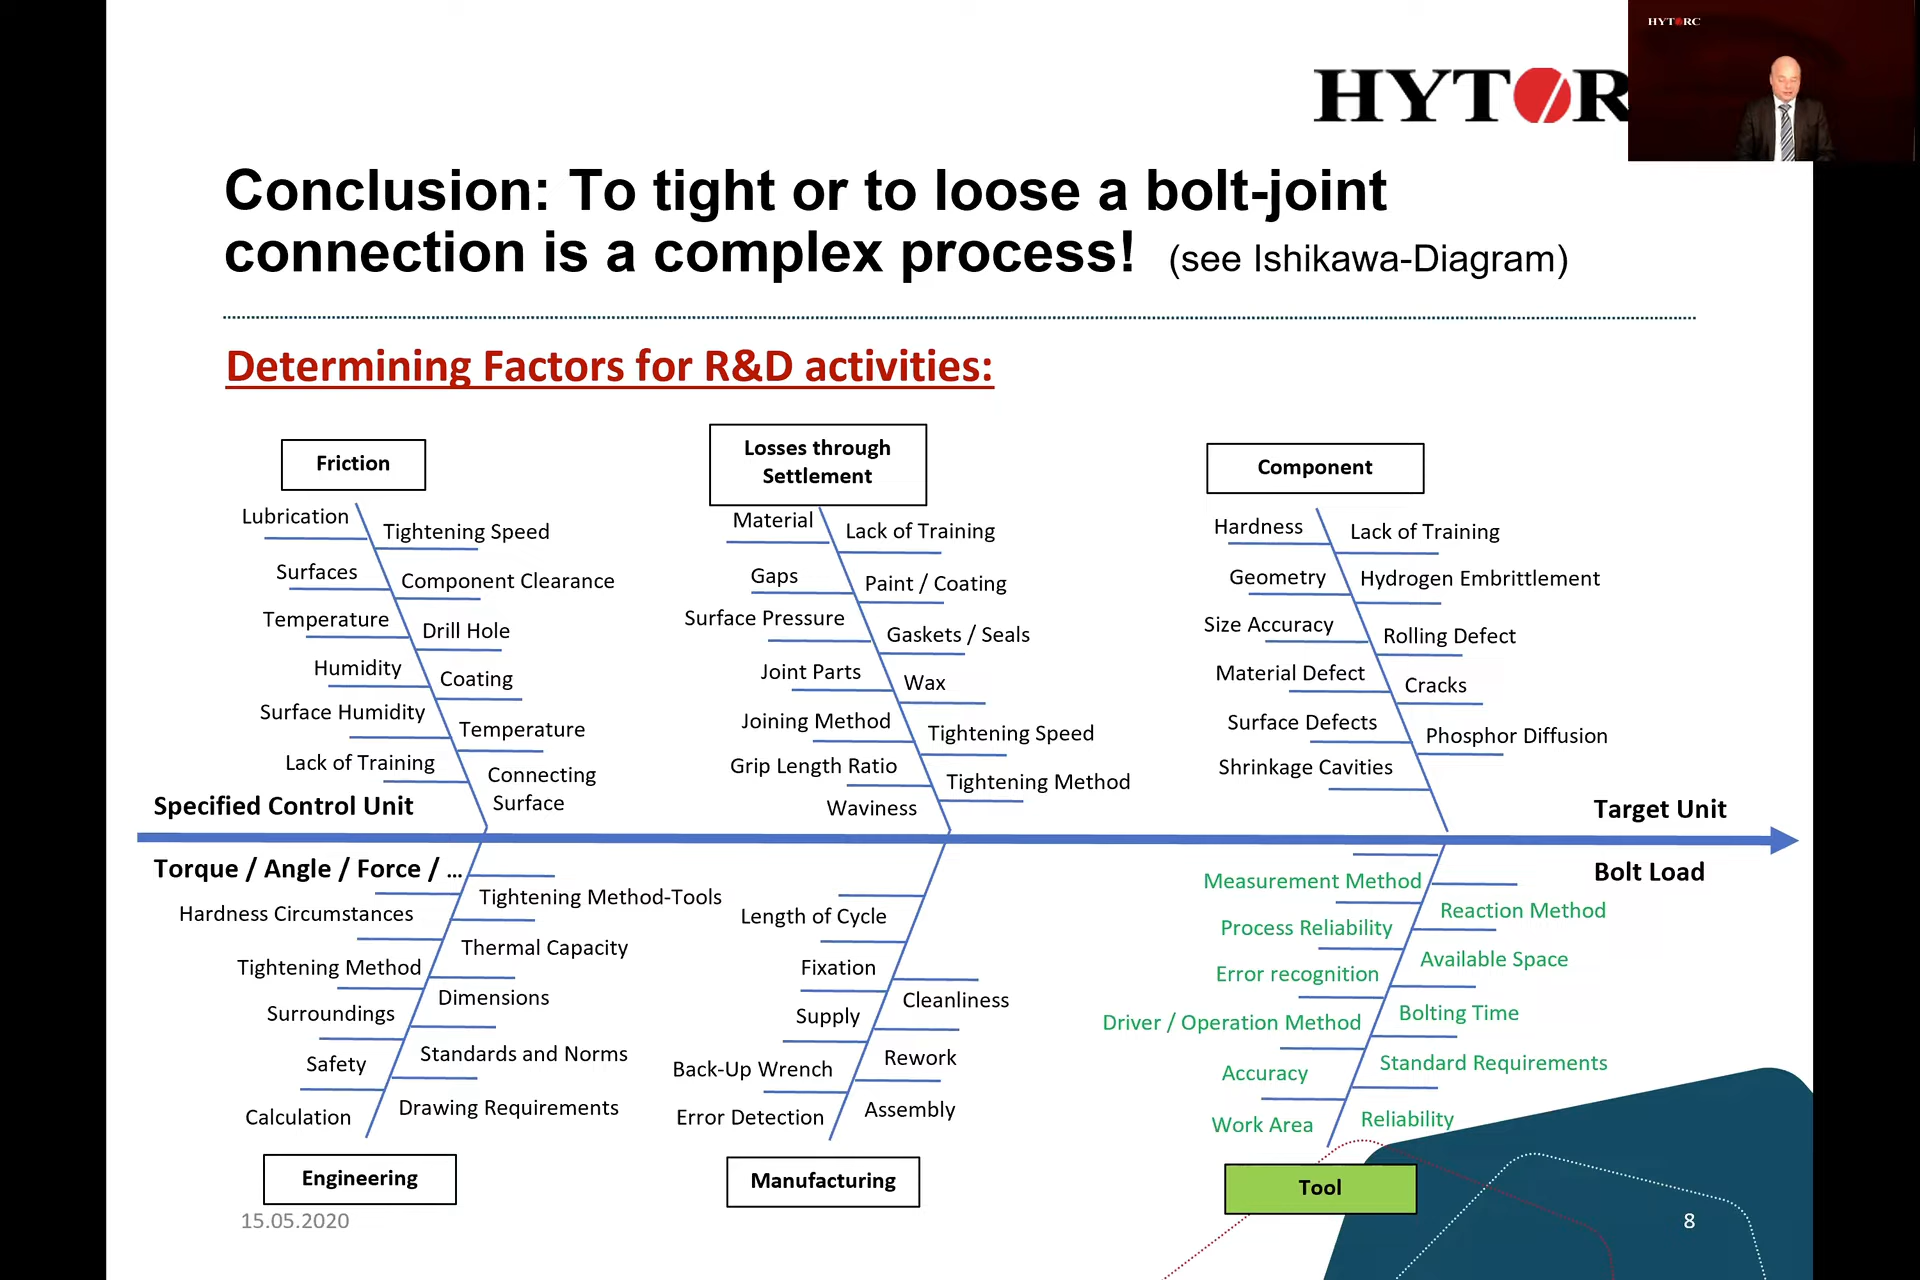 HYTORC
HYTOR
Conclusion: To tight or to loose a bolt-joint
connection is a complex process! (see Ishikawa-Diagram)
Determining Factors for R&D activities:
Friction
Lubrication
Tightening Speed
Surfaces
Component Clearance
Temperature
Drill Hole
Humidity
Coating
Surface Humidity
Temperature
Lack of Training
Connecting
Surface
Losses through
Settlement
Material
Lack of Training
Gaps
Paint / Coating
Surface Pressure
Gaskets / Seals
Joint Parts
Wax
Joining Method
Tightening Speed
Grip Length Ratio
Tightening Method
Waviness
Component
Hardness
Lack of Training
Geometry
Hydrogen Embrittlement
Size Accuracy
Rolling Defect
Material Defect
Cracks
Surface Defects
Phosphor Diffusion
Shrinkage Cavities
Specified Control Unit
Target Unit
Torque / Angle / Force / ...
Bolt Load
Tightening Method-Tools
Hardness Circumstances
Thermal Capacity
Tightening Method
Dimensions
Surroundings
Standards and Norms
Safety
Drawing Requirements
Calculation
Engineering
Length of Cycle
Fixation
Cleanliness
Supply
Rework
Back-Up Wrench
Assembly
Error Detection
Manufacturing
Measurement Method
Reaction Method
Process Reliability
Available Space
Error recognition
Bolting Time
Driver / Operation Method
Standard Requirements
Accuracy
Reliability
Work Area
Tool
15.05.2020
8